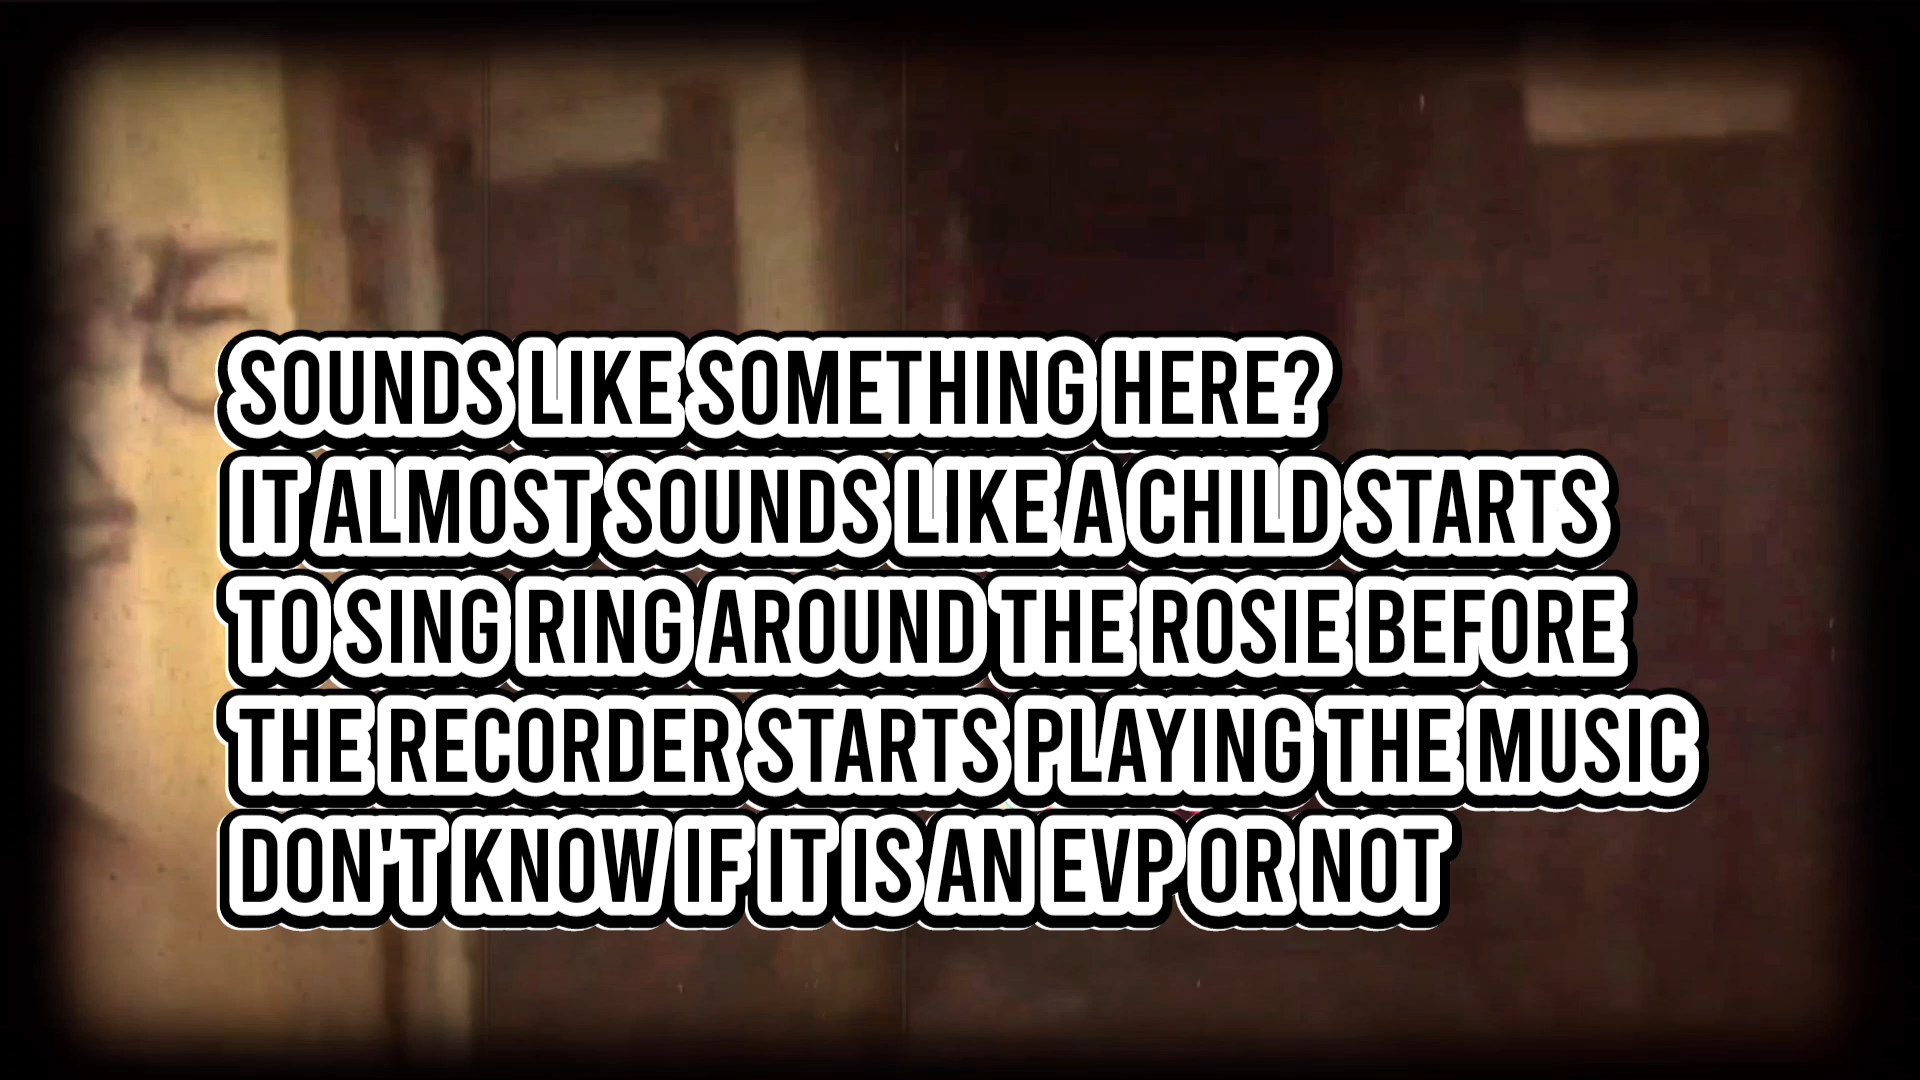 SOUNDS LIKE SOMETHING HERE?
IT ALMOST SOUNDS LIKE A CHILD STARTS
TO SING RING AROUND THE ROSIE BEFORE
THE RECORDER STARTS PLAYING THE MUSIC
DON'T KNOW IF IT IS AN EVP OR NOT